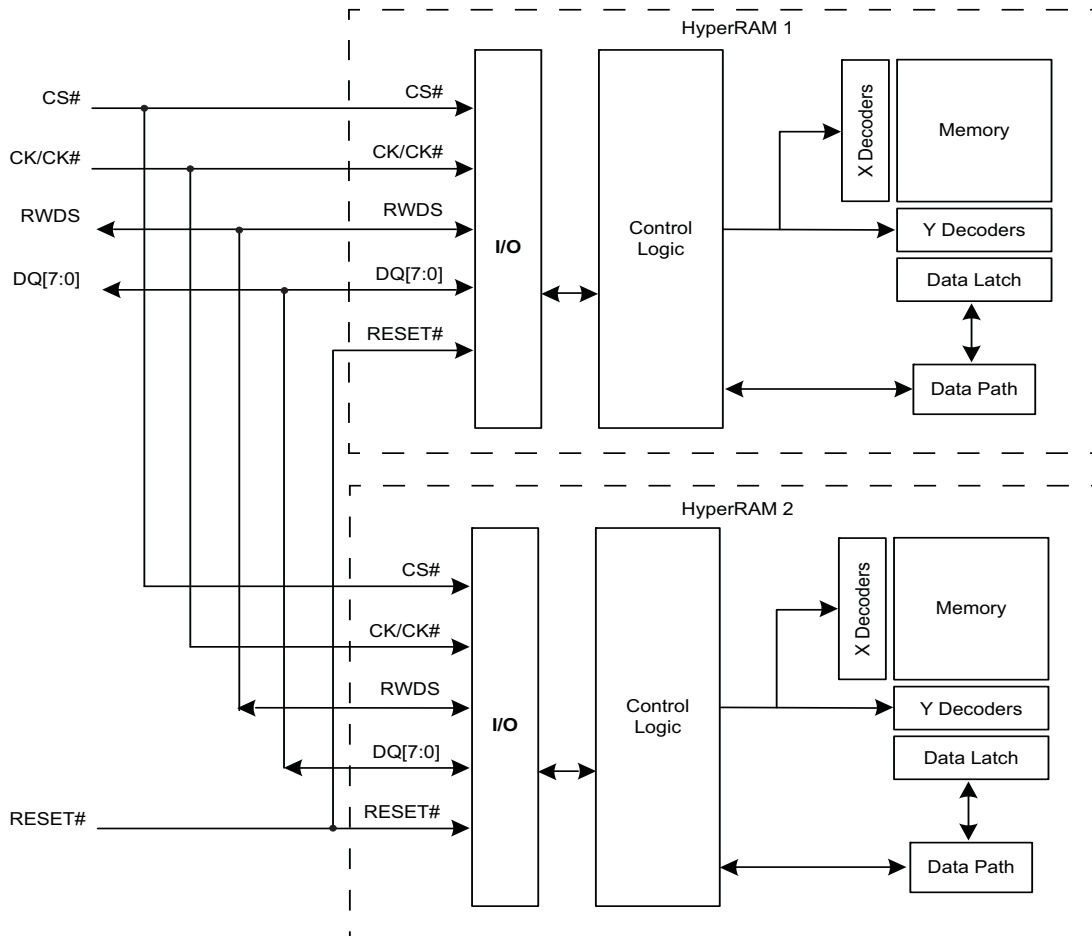 HyperRAM 1
CS#
CS#
CK/CK#
CK/CK#
RWDS
RWDS
DQ[7:0]
DQ[7:0]
RESET#
I/O
Control
Logic
X Decoders
Memory
Y Decoders
Data Latch
Data Path
HyperRAM 2
CS#
CK/CK#
RWDS
DQ[7:0]
RESET#
RESET#
I/O
Control
Logic
X Decoders
Memory
Y Decoders
Data Latch
Data Path